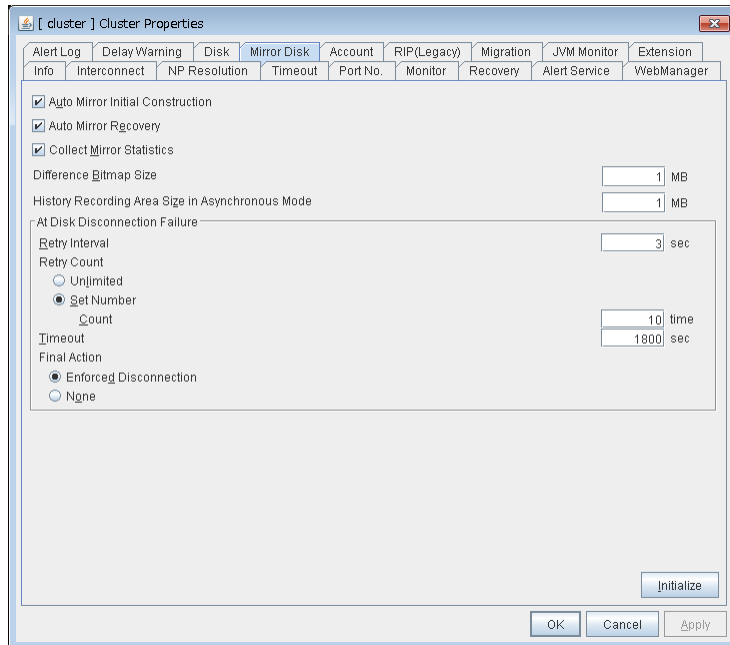 [ cluster ] Cluster Properties
Alert Log Delay Warning Disk Mirror Disk Account RIP(Legacy) Migration JVM Monitor Extension
Info Interconnect NP Resolution Timeout Port No. Monitor Recovery Alert Service WebManager
Auto Mirror Initial Construction
Auto Mirror Recovery
Collect Mirror Statistics
Difference Bitmap Size 1 MB
History Recording Area Size in Asynchronous Mode 1 MB
At Disk Disconnection Failure
Retry Interval 3 sec
Retry Count
Unlimited
Set Number
Count 10 time
Timeout 1800 sec
Final Action
Enforced Disconnection
None
Initialize
OK Cancel Apply